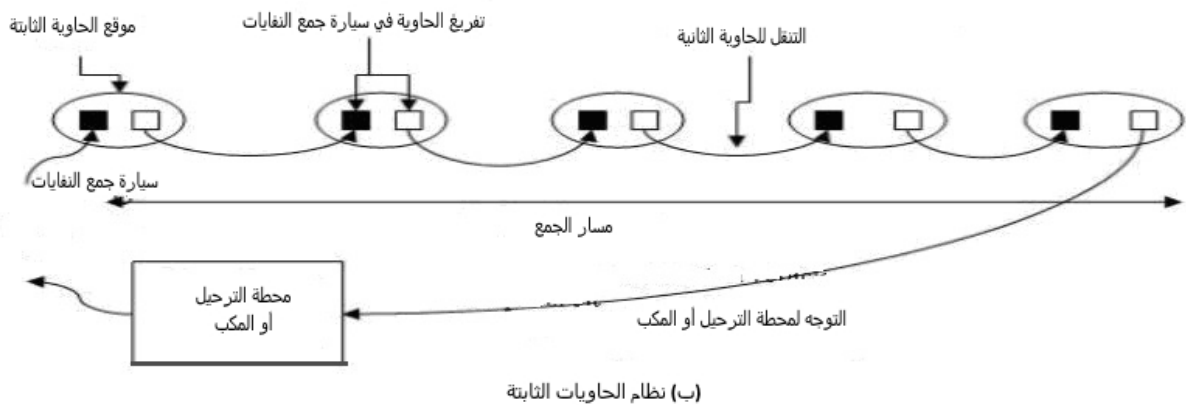 موقع الحاوية الثابتة
تفريغ الحاوية في سيارة جمع النفايات
التنقل للحاوية الثانية
سيارة جمع النفايات
مسار الجمع
محطة الترحيل
أو المكب
التوجه لمحطة الترحيل أو المكب
(ب) نظام الحاويات الثابتة